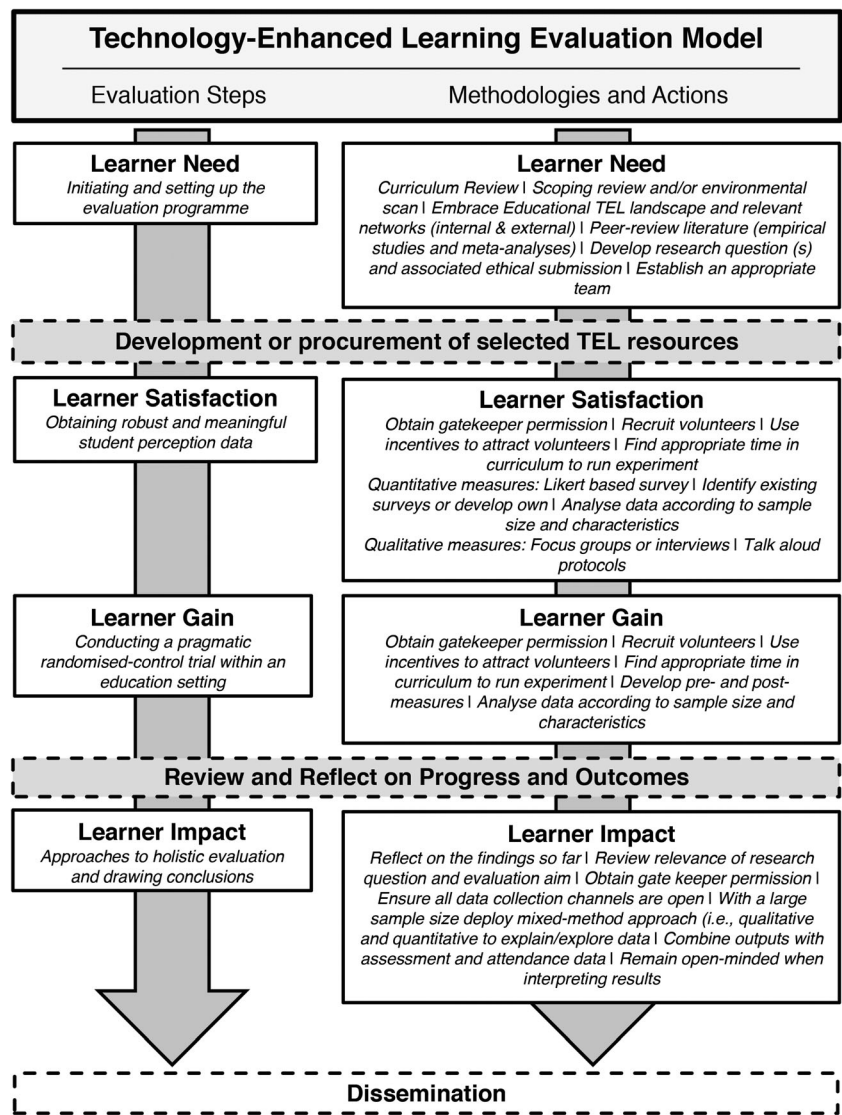 Technology-Enhanced Learning Evaluation Model
Evaluation Steps
Methodologies and Actions
Learner Need
Initiating and setting up the
evaluation programme
Learner Need
Curriculum Review | Scoping review and/or environmental
scan | Embrace Educational TEL landscape and relevant
networks (internal & external) | Peer-review literature (empirical
studies and meta-analyses) | Develop research question (s)
and associated ethical submission | Establish an appropriate
team
Development or procurement of selected TEL resources
Learner Satisfaction
Obtaining robust and meaningful
student perception data
Learner Satisfaction
Obtain gatekeeper permission | Recruit volunteers | Use
incentives to attract volunteers | Find appropriate time in
curriculum to run experiment
Quantitative measures: Likert based survey | Identify existing
surveys or develop own | Analyse data according to sample
size and characteristics
Qualitative measures: Focus groups or interviews | Talk aloud
protocols
Learner Gain
Conducting a pragmatic
randomised-control trial within an
education setting
Learner Gain
Obtain gatekeeper permission | Recruit volunteers | Use
incentives to attract volunteers | Find appropriate time in
curriculum to run experiment | Develop pre- and post-
measures | Analyse data according to sample size and
characteristics
Review and Reflect on Progress and Outcomes
Learner Impact
Approaches to holistic evaluation
and drawing conclusions
Learner Impact
Reflect on the findings so far | Review relevance of research
question and evaluation aim | Obtain gate keeper permission |
Ensure all data collection channels are open | With a large
sample size deploy mixed-method approach (i.e., qualitative
and quantitative to explain/explore data | Combine outputs with
assessment and attendance data | Remain open-minded when
interpreting results
Dissemination